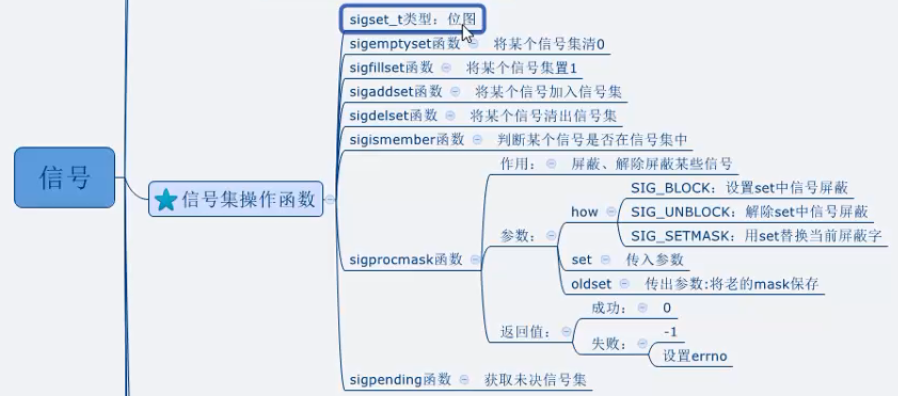 信号
信号集操作函数
sigset_t类型：位图
sigemptyset函数 将某个信号集清0
sigfillset函数 将某个信号集置1
sigaddset函数 将某个信号加入信号集
sigdelset函数 将某个信号清出信号集
sigismember函数 判断某个信号是否在信号集中
sigprocmask函数
作用： 屏蔽、解除屏蔽某些信号
参数：
how
SIG_BLOCK：设置set中信号屏蔽
SIG_UNBLOCK：解除set中信号屏蔽
SIG_SETMASK：用set替换当前屏蔽字
set 传入参数
oldset 传出参数:将老的mask保存
返回值：
成功： 0
失败：
-1
设置errno
sigpending函数 获取未决信号集